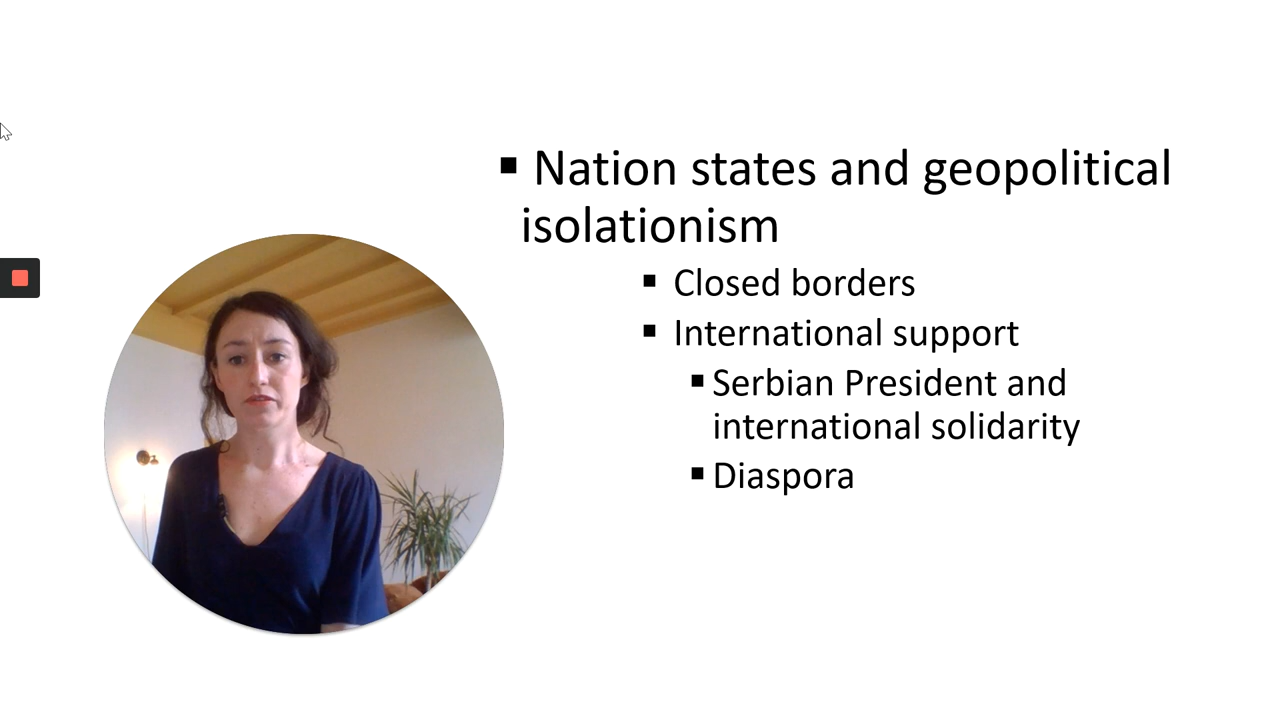 ▪ Nation states and geopolitical
isolationism
▪ Closed borders
▪ International support
▪ Serbian President and
international solidarity
▪ Diaspora